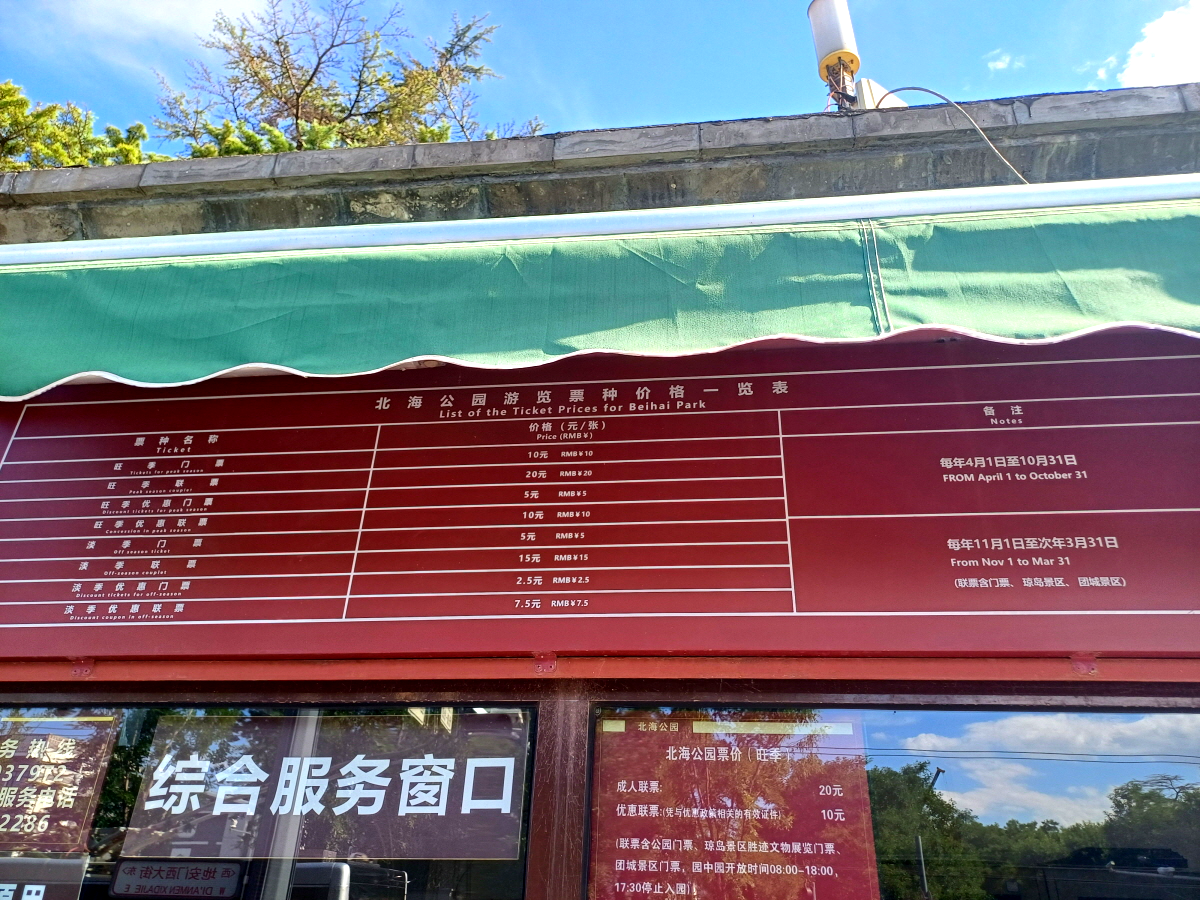 北海公园游览票种价格一览表
List of the Ticket Prices for Beihai Park
票种名称
Ticket
价格（元/张）
Price (RMB¥)
备注
Notes
旺季门票
Tickets for peak season
10元 RMB¥10
旺季联票
Peak season couplet
20元 RMB¥20
旺季优惠门票
Discount tickets for peak season
5元 RMB¥5
旺季优惠联票
Concession in peak season
10元 RMB¥10
每年4月1日至10月31日
FROM April 1 to October 31
淡季门票
Off season ticket
5元 RMB¥5
淡季联票
Off-season couplet
15元 RMB¥15
淡季优惠门票
Discount tickets for off-season
2.5元 RMB¥2.5
淡季优惠联票
Discount coupon in off-season
7.5元 RMB¥7.5
每年11月1日至次年3月31日
From Nov 1 to Mar 31
(联票含门票、琼岛景区、团城景区)
务热线
服务电话
2286
综合服务窗口
地安门西大街
DI'ANMEN XIDAJIE
北海公园
北海公园票价（旺季）
成人联票: 20元
优惠联票:(凭与优惠政策相关的有效证件) 10元
(联票含公园门票、琼岛景区胜迹文物展览门票、
团城景区门票，园中园开放时间08:00-18:00，
17:30停止入园)